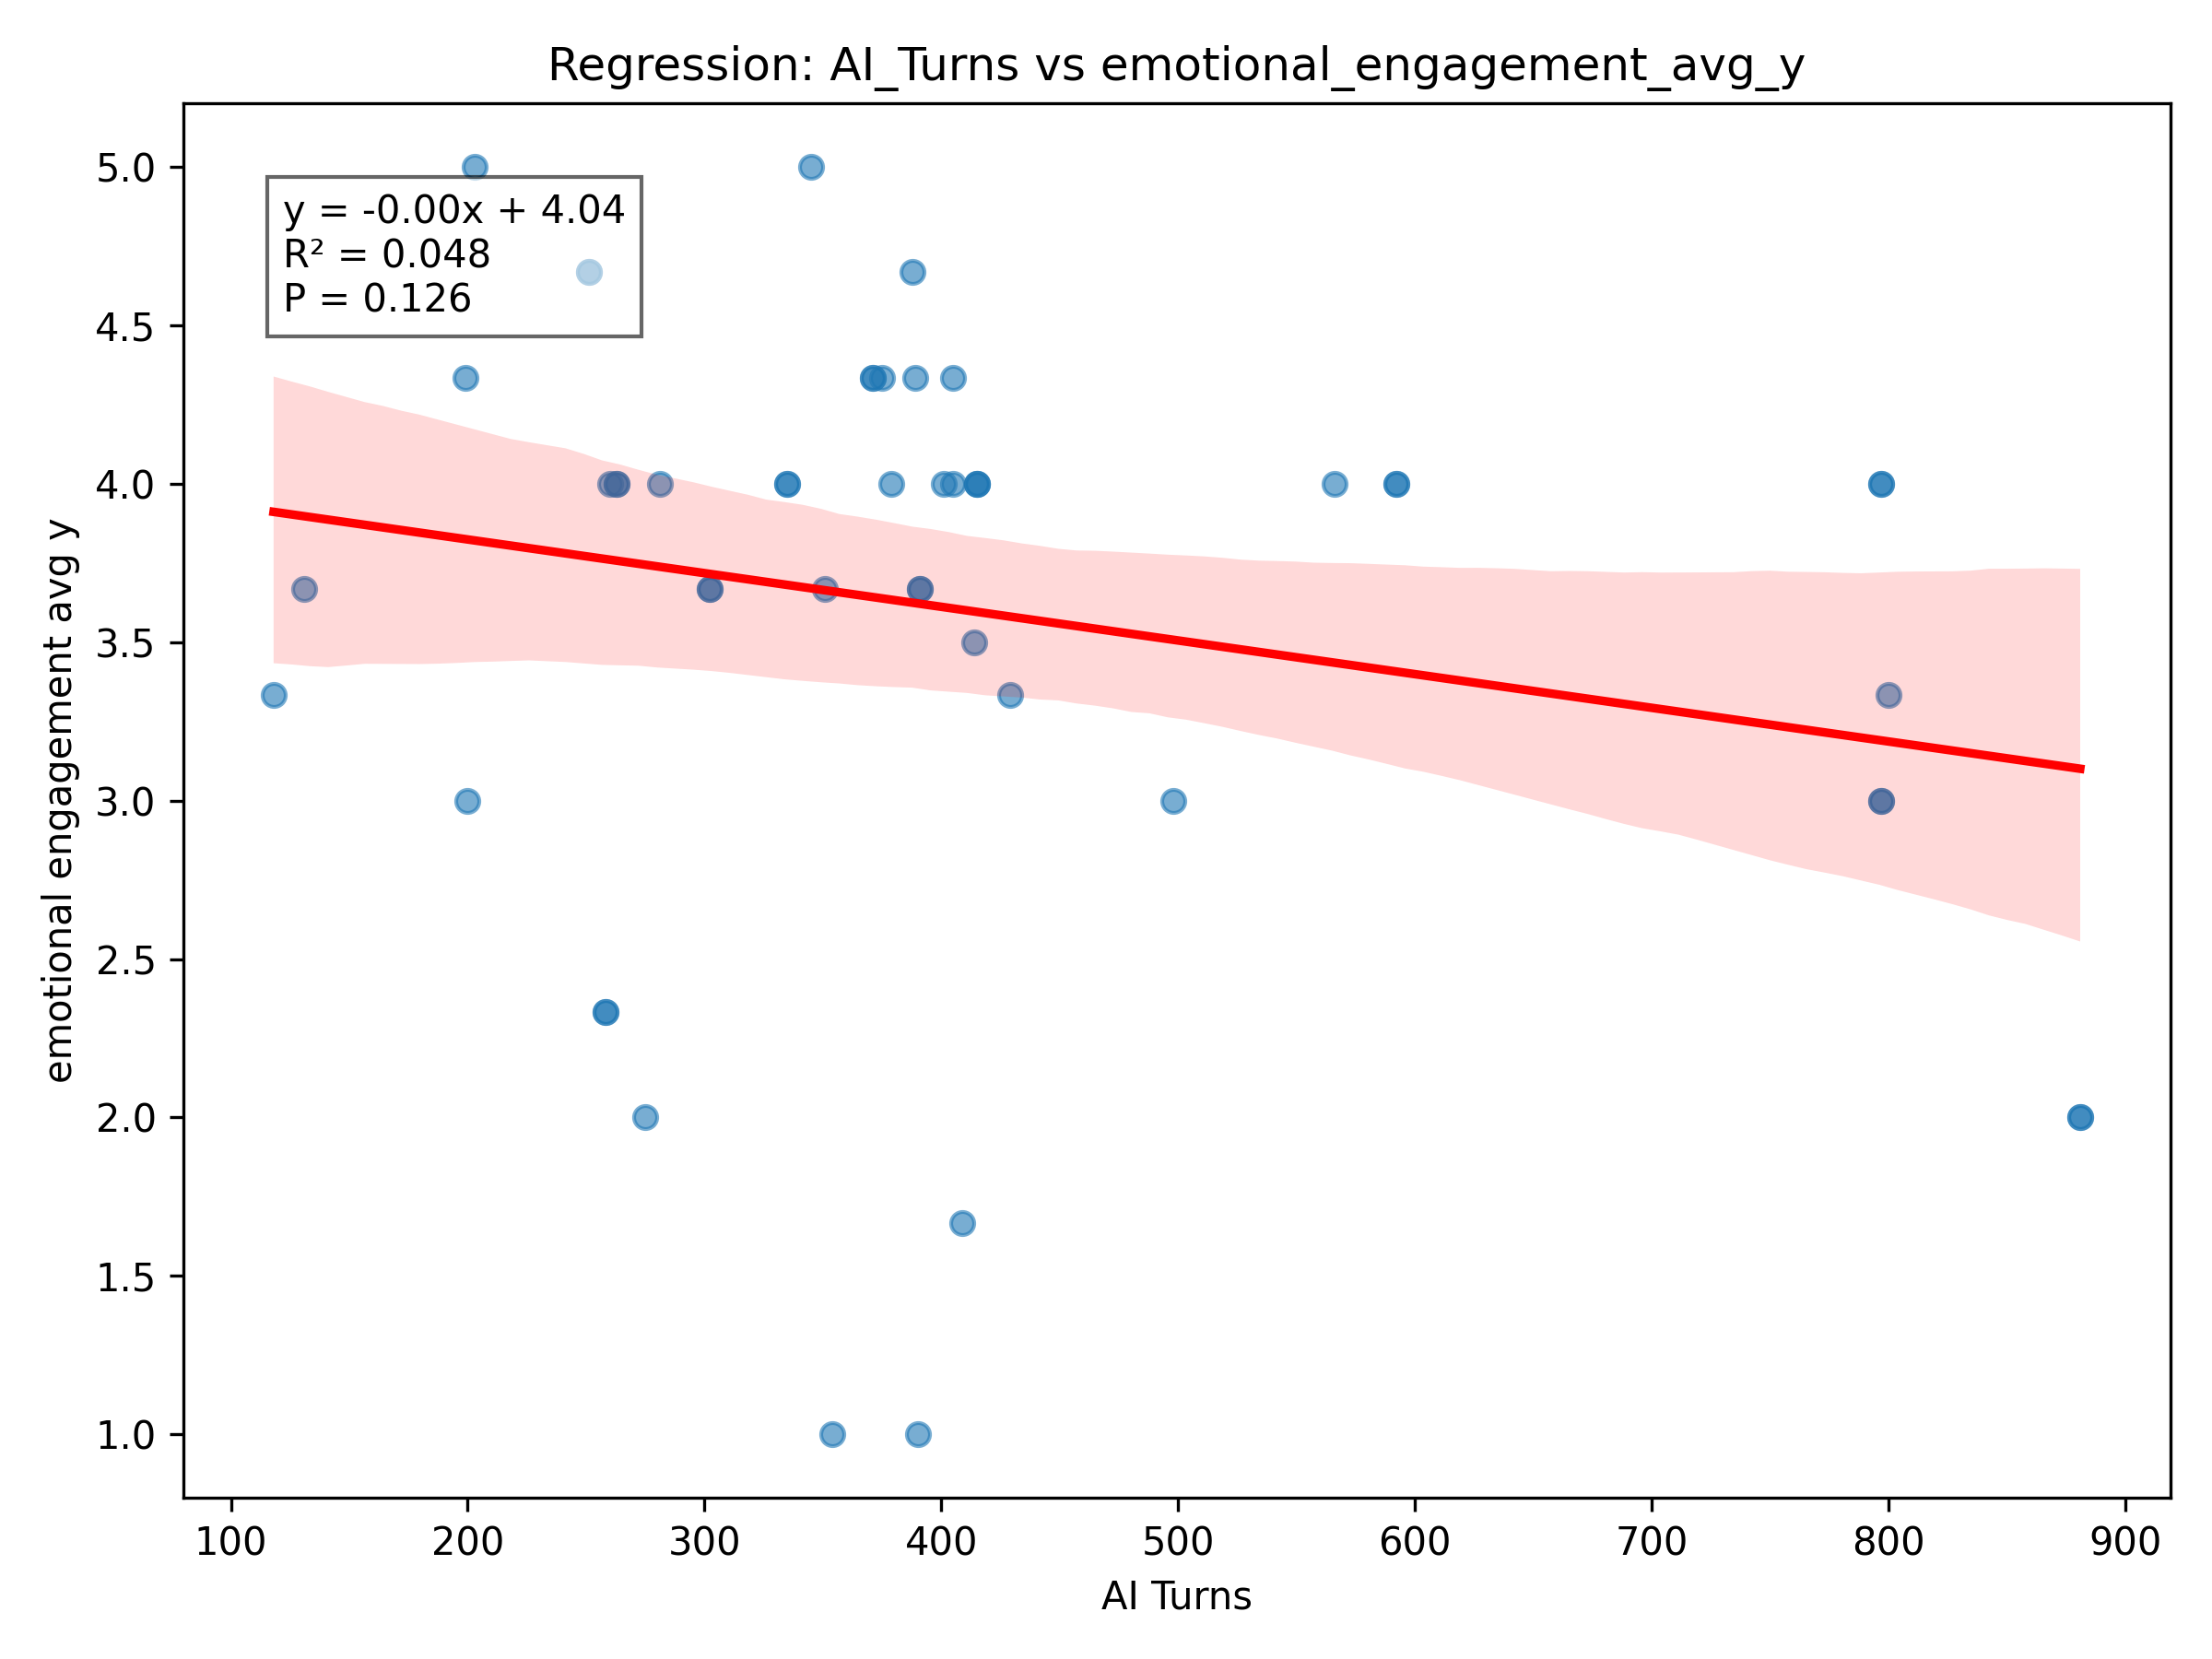 Regression: AI_Turns vs emotional_engagement_avg_y
y = -0.00x + 4.04
R² = 0.048
P = 0.126
emotional engagement avg y
5.0
4.5
4.0
3.5
3.0
2.5
2.0
1.5
1.0
100 200 300 400 500 600 700 800 900
AI Turns